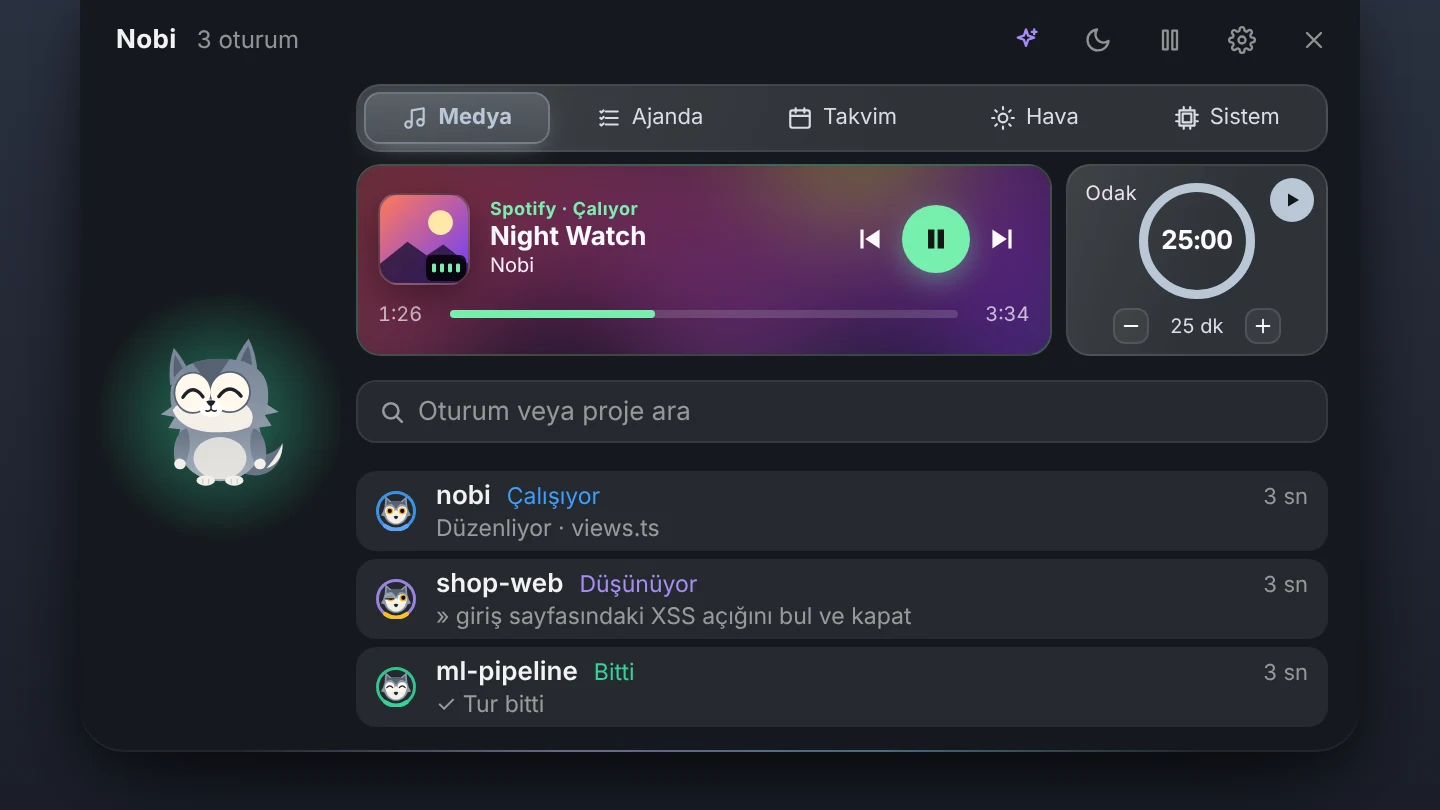 Nobi 3 oturum
Medya Ajanda Takvim Hava Sistem
Spotify · Çalıyor
Night Watch
Nobi
1:26 3:34
Odak
25:00
25 dk
Oturum veya proje ara
nobi Çalışıyor 3 sn
Düzenliyor · views.ts
shop-web Düşünüyor 3 sn
» giriş sayfasındaki XSS açığını bul ve kapat
ml-pipeline Bitti 3 sn
✓ Tur bitti